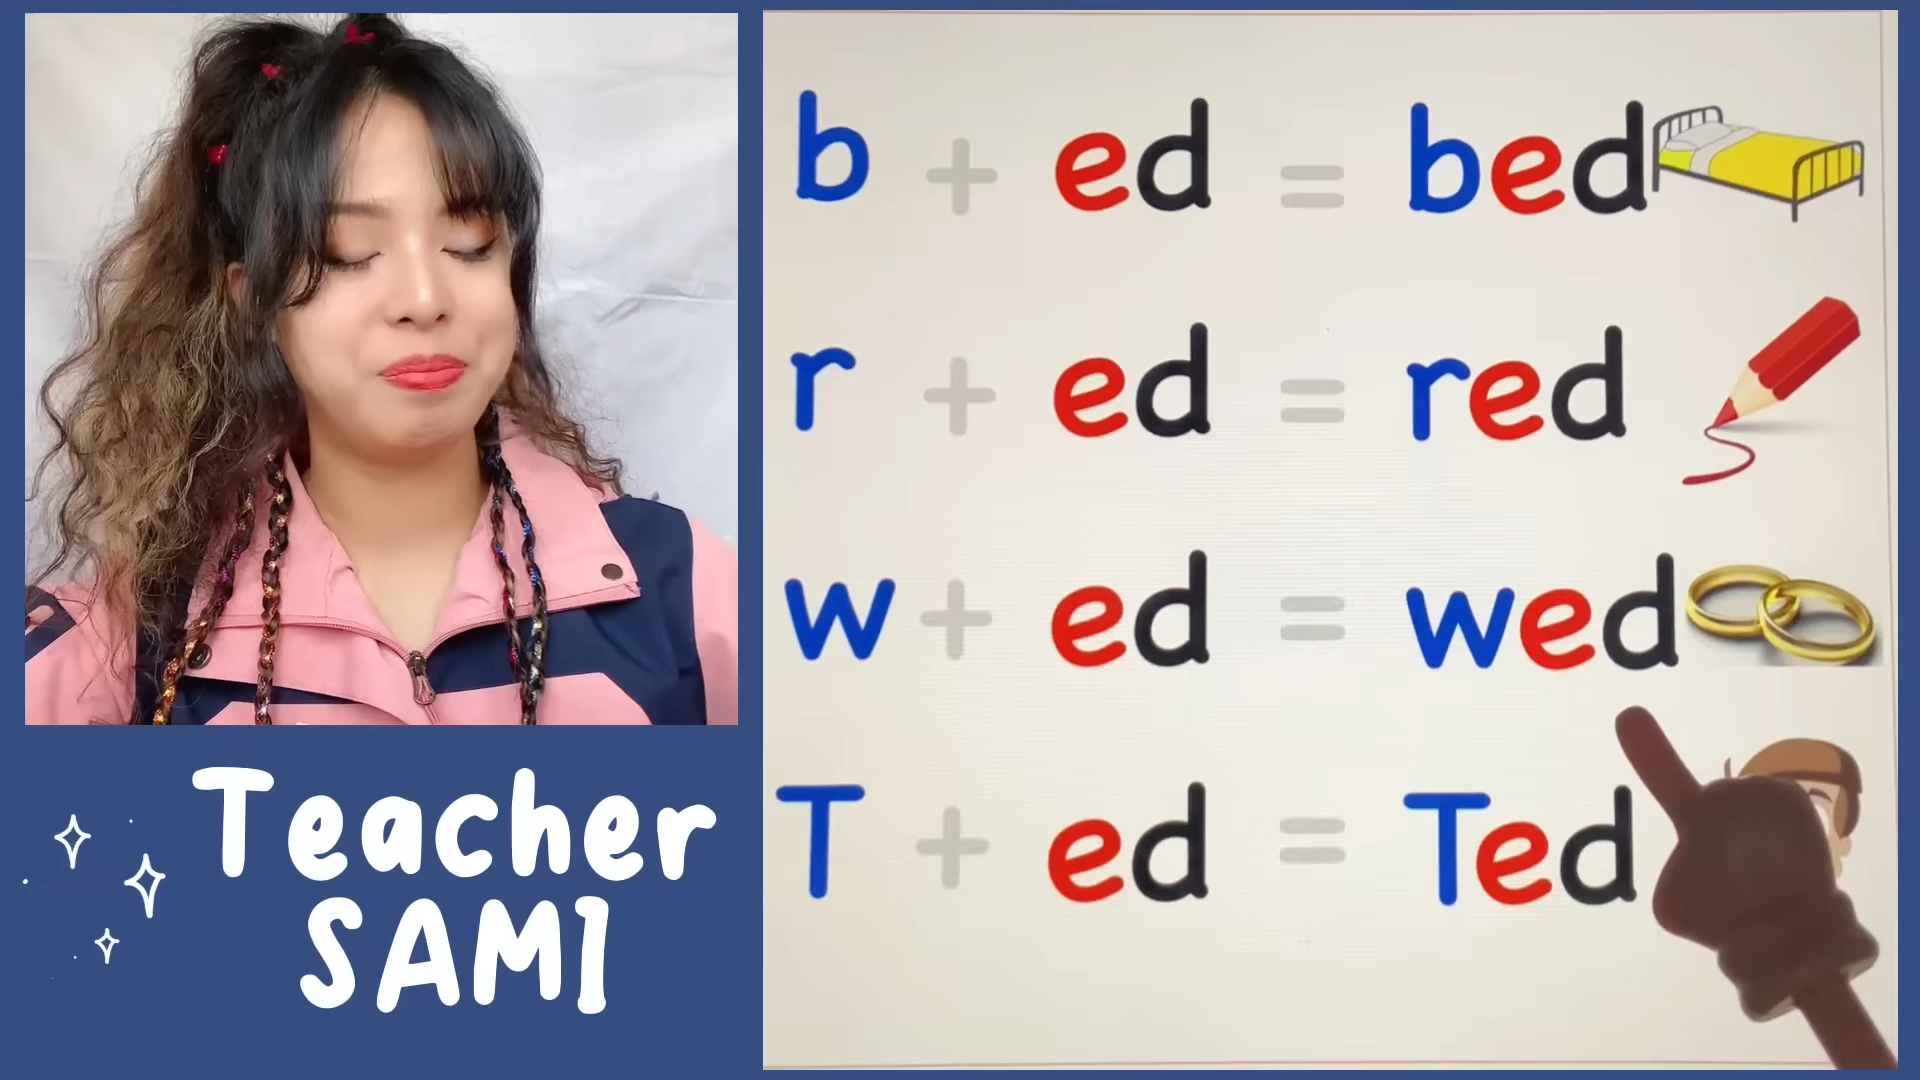 b + ed = bed
r + ed = red
w + ed = wed
T + ed = Ted
Teacher
SAMI